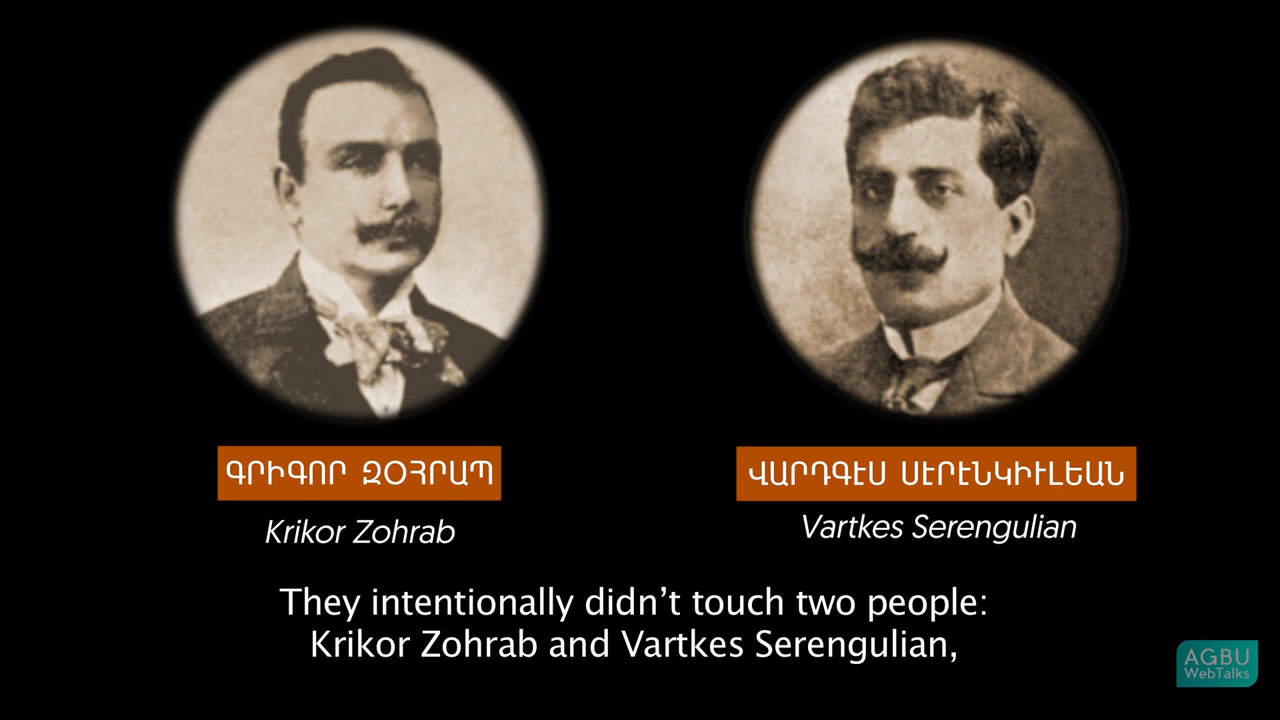 ԳՐԻԳՈՐ ԶՕՀՐԱՊ
ՎԱՐԴԳԷՍ ՍԷՐԷՆԿԻՒԼԵԱՆ
Krikor Zohrab
Vartkes Serengulian
They intentionally didn’t touch two people:
Krikor Zohrab and Vartkes Serengulian,
AGBU
WebTalks